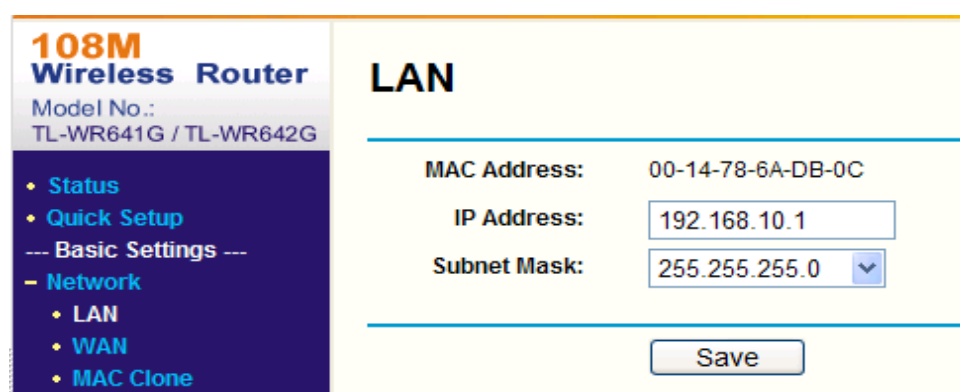 108M
Wireless Router
Model No.:
TL-WR641G / TL-WR642G
• Status
• Quick Setup
--- Basic Settings ---
– Network
• LAN
• WAN
• MAC Clone
LAN
MAC Address: 00-14-78-6A-DB-0C
IP Address: 192.168.10.1
Subnet Mask: 255.255.255.0
Save